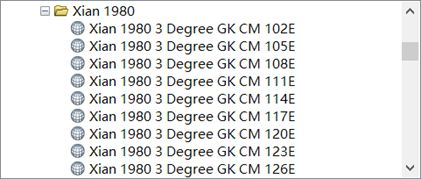 Xian 1980
Xian 1980 3 Degree GK CM 102E
Xian 1980 3 Degree GK CM 105E
Xian 1980 3 Degree GK CM 108E
Xian 1980 3 Degree GK CM 111E
Xian 1980 3 Degree GK CM 114E
Xian 1980 3 Degree GK CM 117E
Xian 1980 3 Degree GK CM 120E
Xian 1980 3 Degree GK CM 123E
Xian 1980 3 Degree GK CM 126E